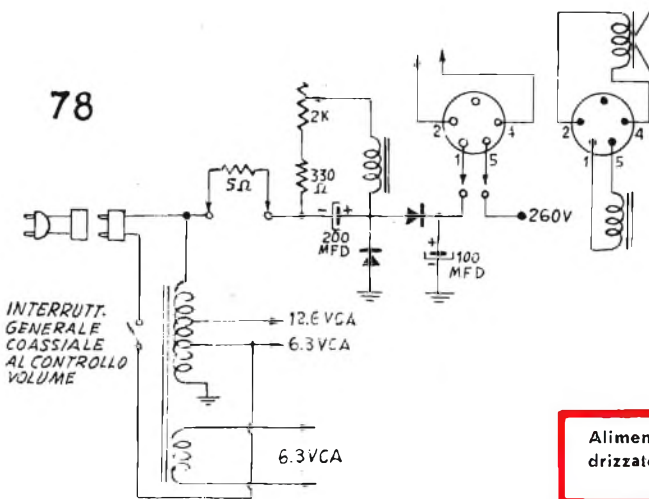 78
2K
330
Ω
5Ω
- +
200
MFD
+
-
100
MFD
2
4
1
5
2
4
1
5
260V
INTERRUTT.
GENERALE
COASSIALE
AL CONTROLLO
VOLUME
12.6 VCA
6.3 VCA
6.3 VCA
Alimen
drizzato